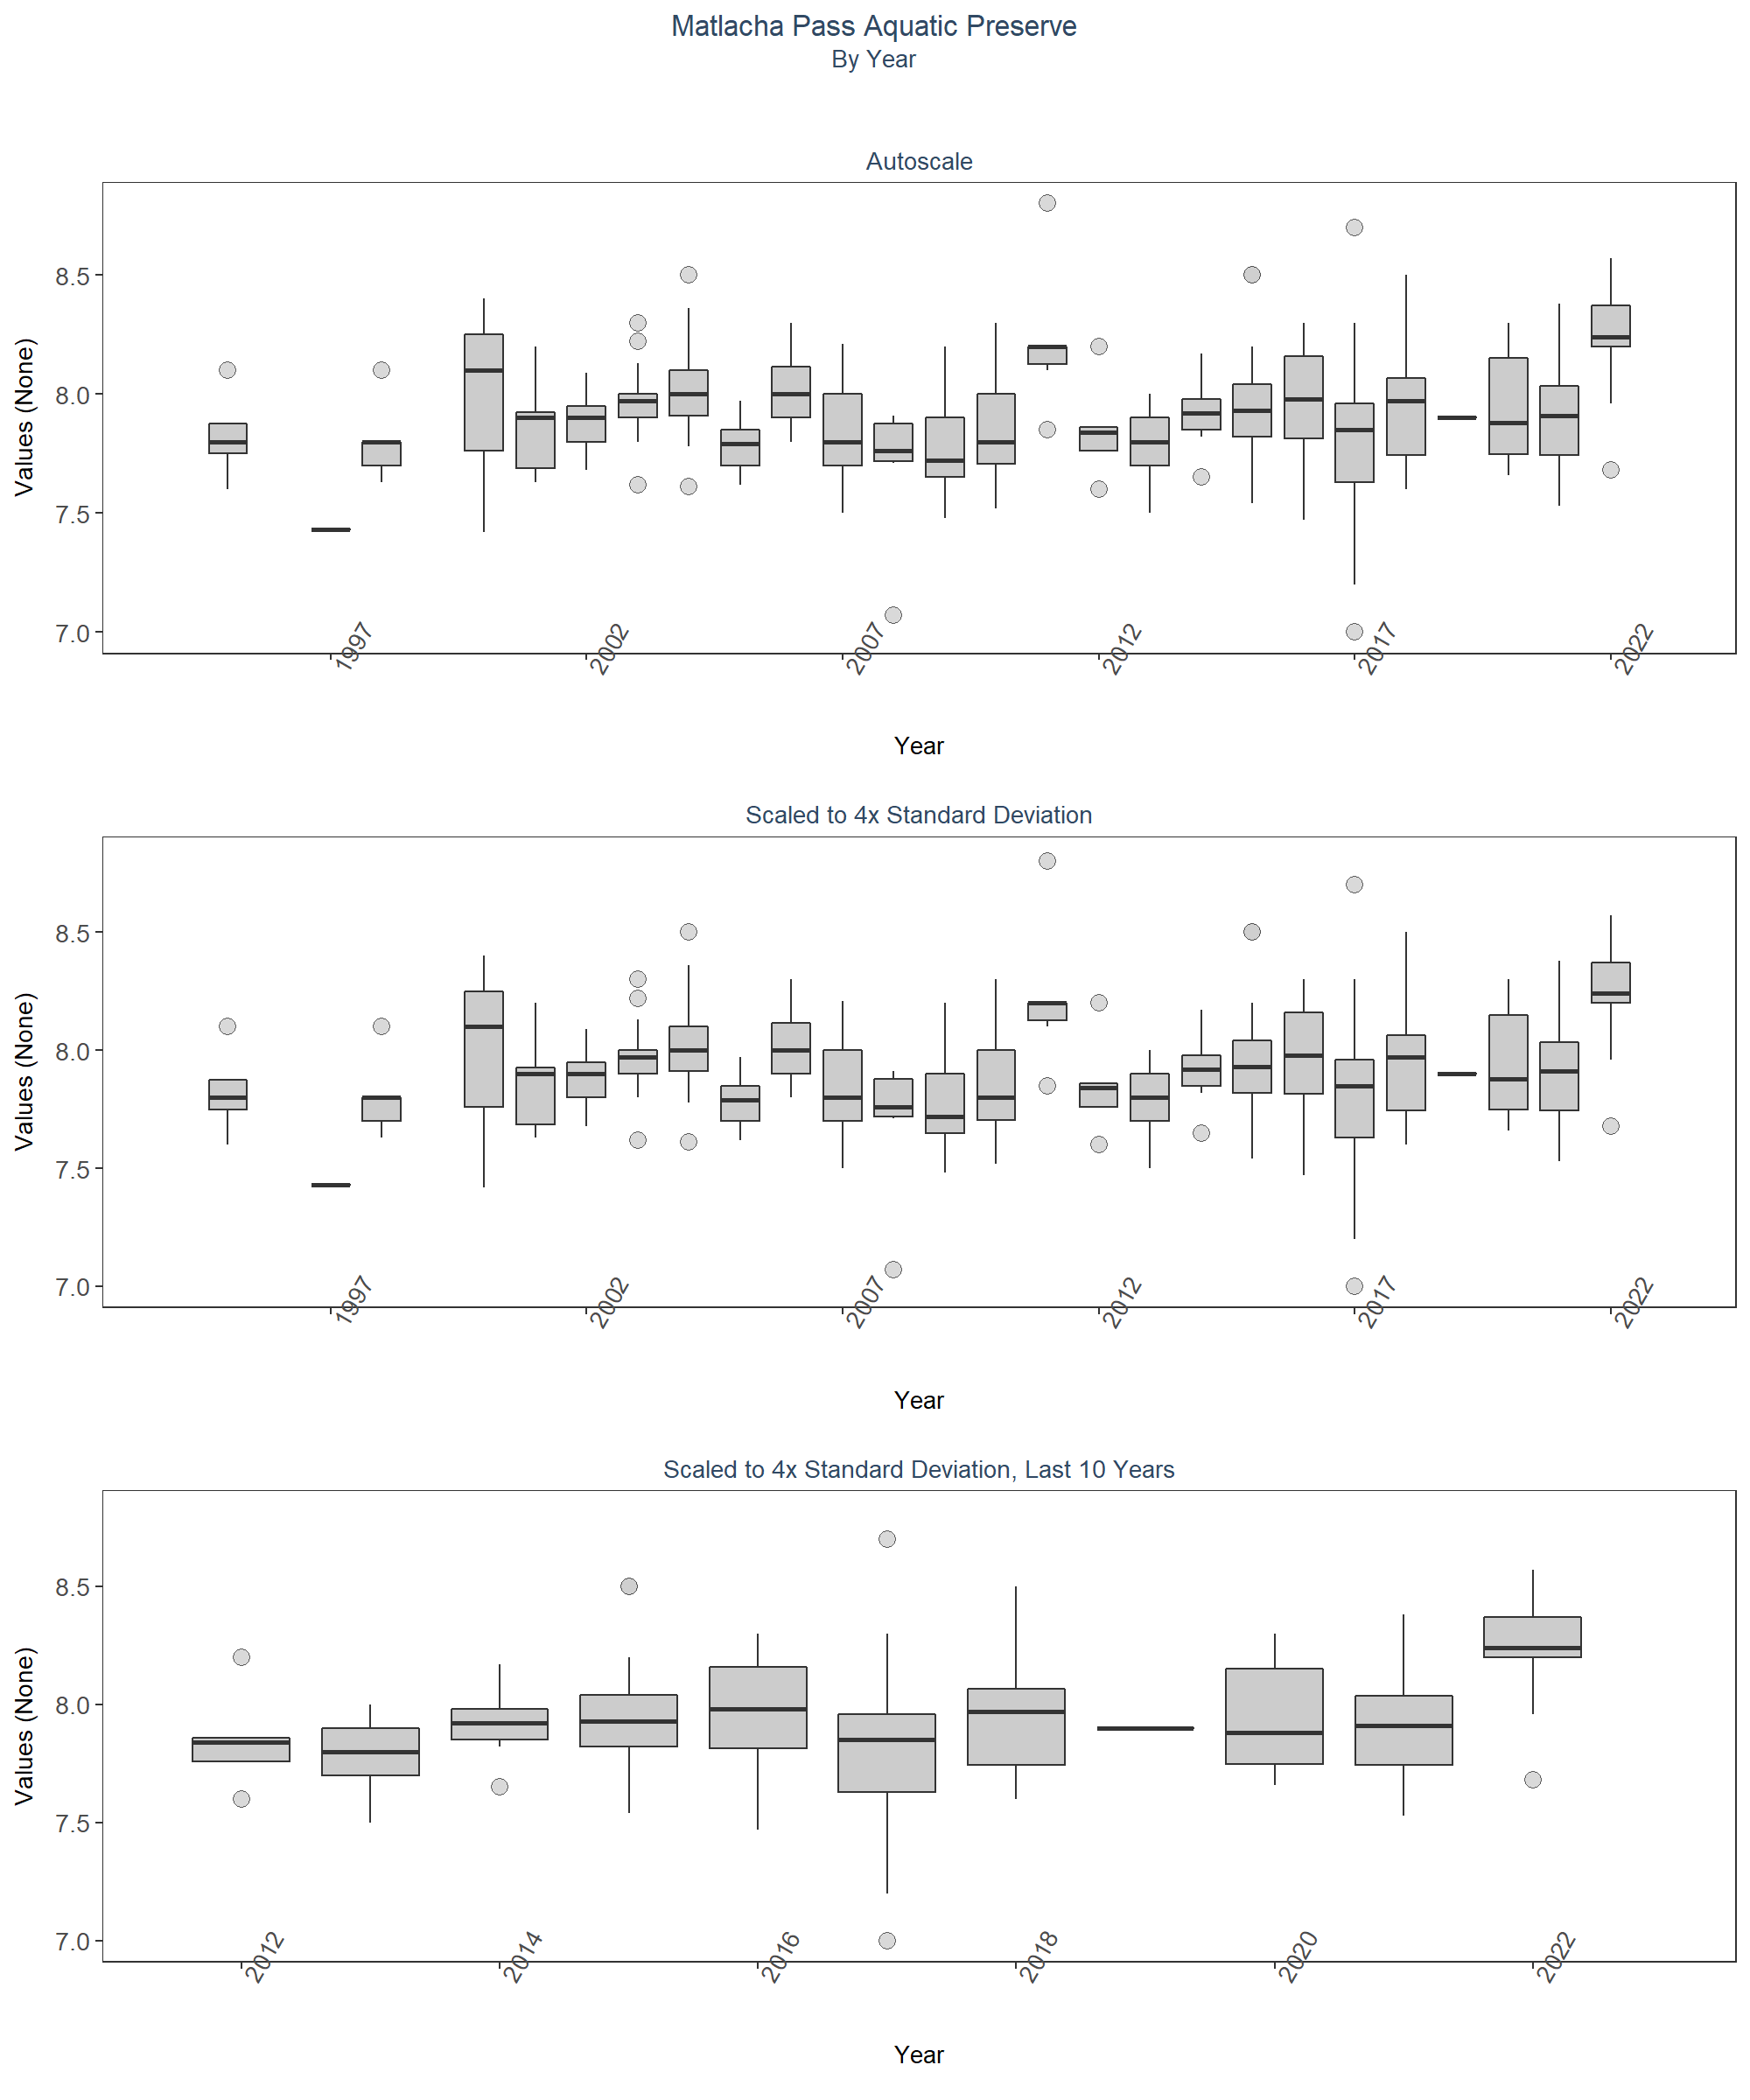 Matlacha Pass Aquatic Preserve
By Year
Autoscale
Values (None)
8.5
8.0
7.5
7.0
1997
2002
2007
2012
2017
2022
Year
Scaled to 4x Standard Deviation
Values (None)
8.5
8.0
7.5
7.0
1997
2002
2007
2012
2017
2022
Year
Scaled to 4x Standard Deviation, Last 10 Years
Values (None)
8.5
8.0
7.5
7.0
2012
2014
2016
2018
2020
2022
Year